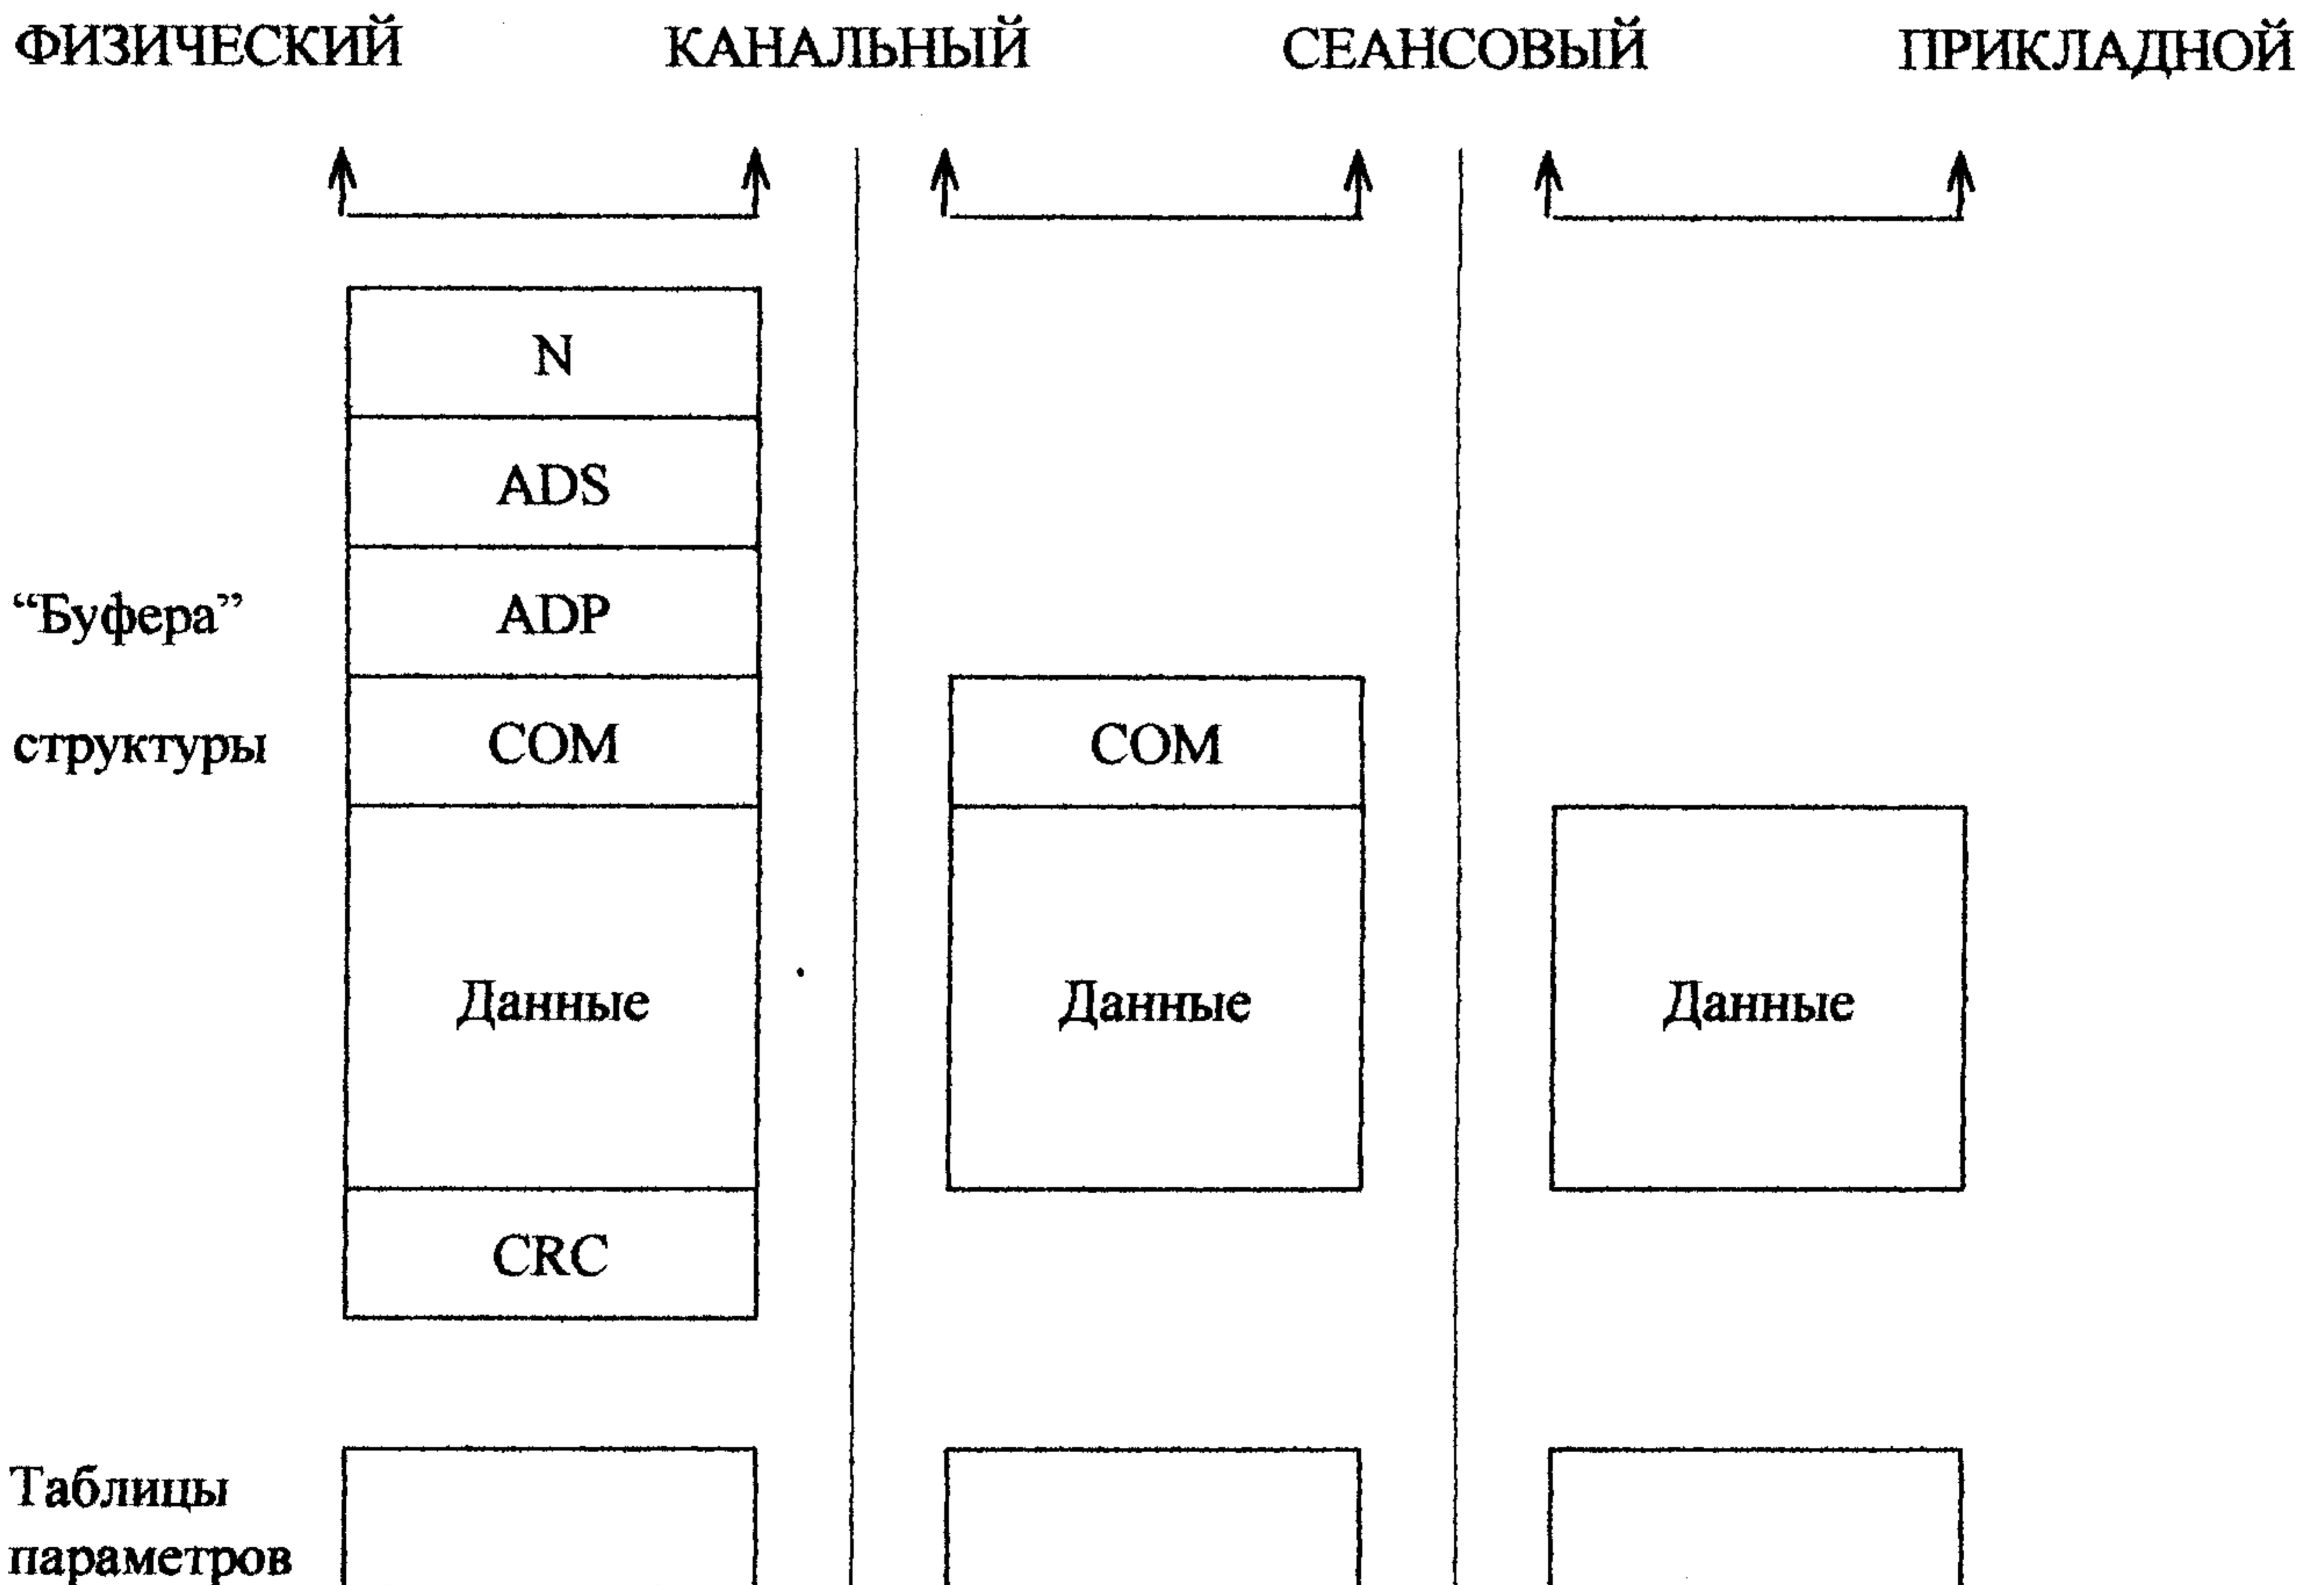 ФИЗИЧЕСКИЙ КАНАЛЬНЫЙ СЕАНСОВЫЙ ПРИКЛАДНОЙ
N
ADS
“Буфера” ADP
структуры COM COM
Данные Данные Данные
CRC
Таблицы
параметров